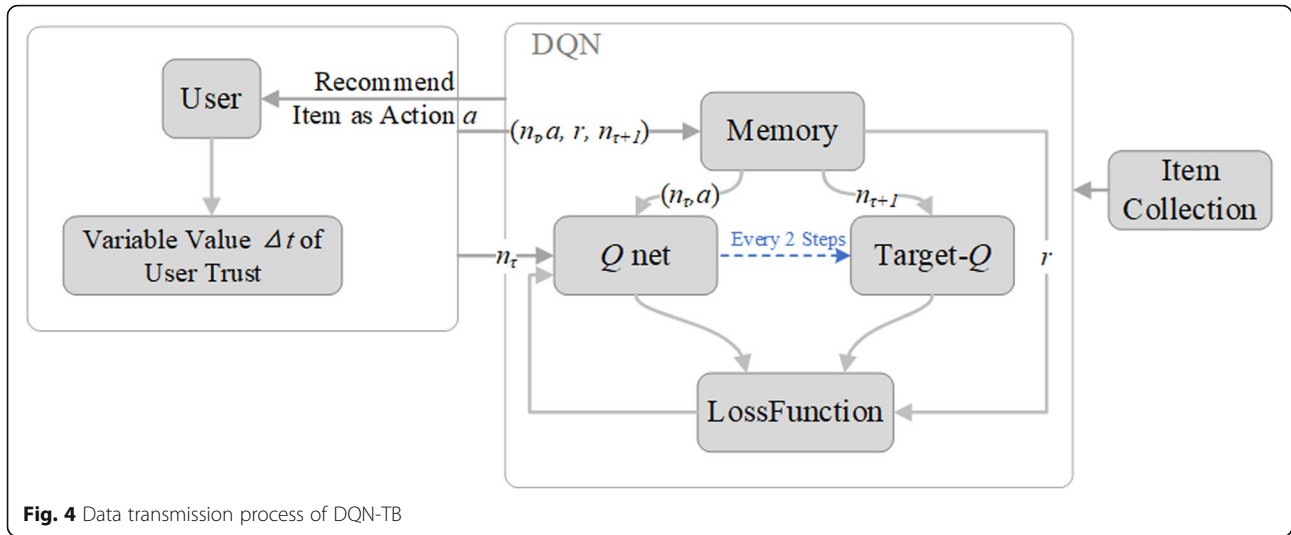 DQN
User
Recommend
Item as Action a
(nτ, a, r, nτ+1)
Memory
Item
Collection
(nτ, a)
nτ+1
Variable Value Δt of
User Trust
nτ
Q net
Every 2 Steps
Target-Q
r
LossFunction
Fig. 4 Data transmission process of DQN-TB